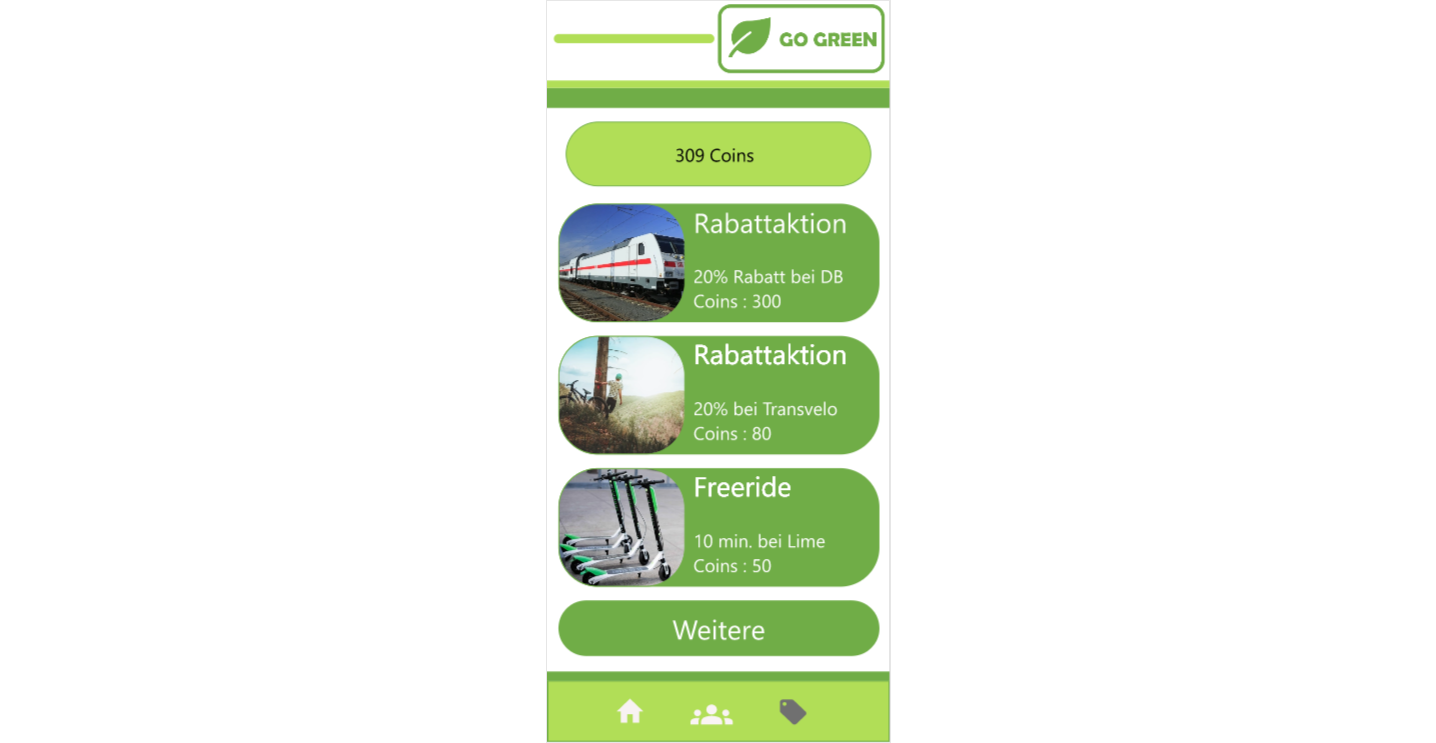 GO GREEN
309 Coins
Rabattaktion
20% Rabatt bei DB
Coins : 300
Rabattaktion
20% bei Transvelo
Coins : 80
Freeride
10 min. bei Lime
Coins : 50
Weitere